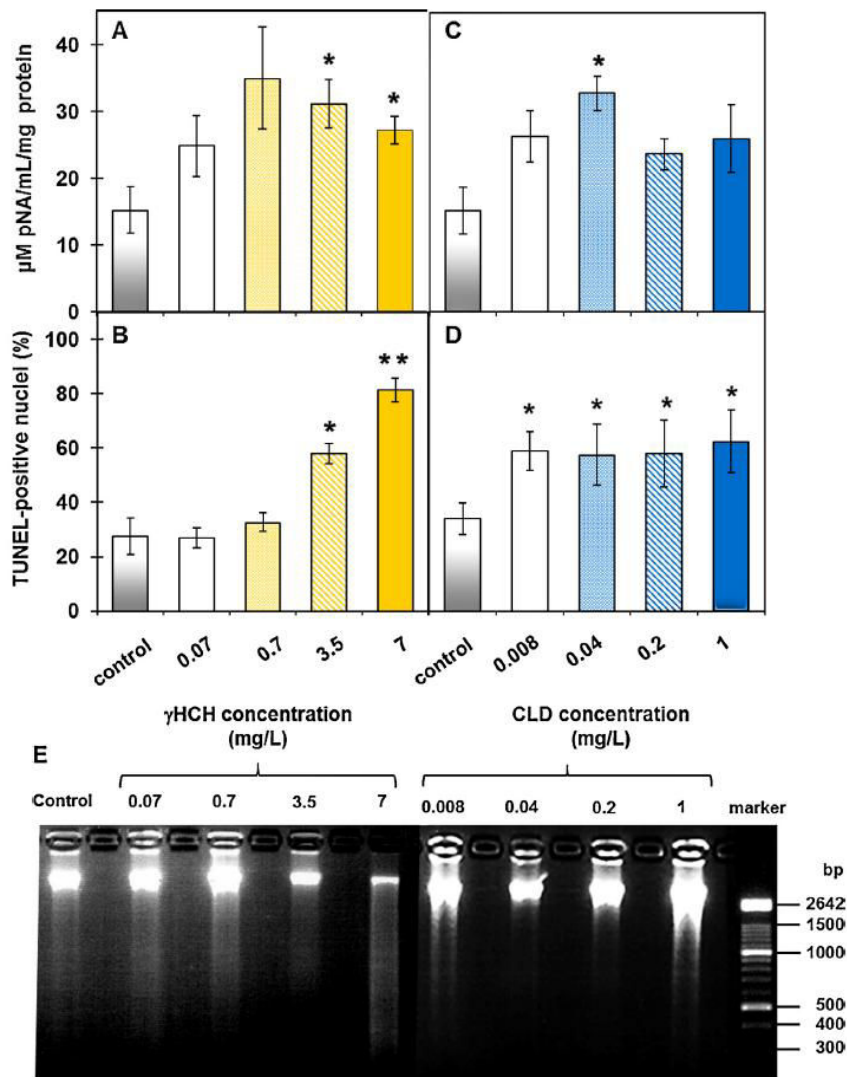 A
C
µM pNA/mL/mg protein
40
30
20
10
0
*
*
*
B
D
TUNEL-positive nuclei (%)
100
80
60
40
20
0
*
**
*
*
*
*
control
0.07
0.7
3.5
7
control
0.008
0.04
0.2
1
γHCH concentration
(mg/L)
CLD concentration
(mg/L)
E
Control
0.07
0.7
3.5
7
0.008
0.04
0.2
1
marker
bp
2642
1500
1000
500
400
300